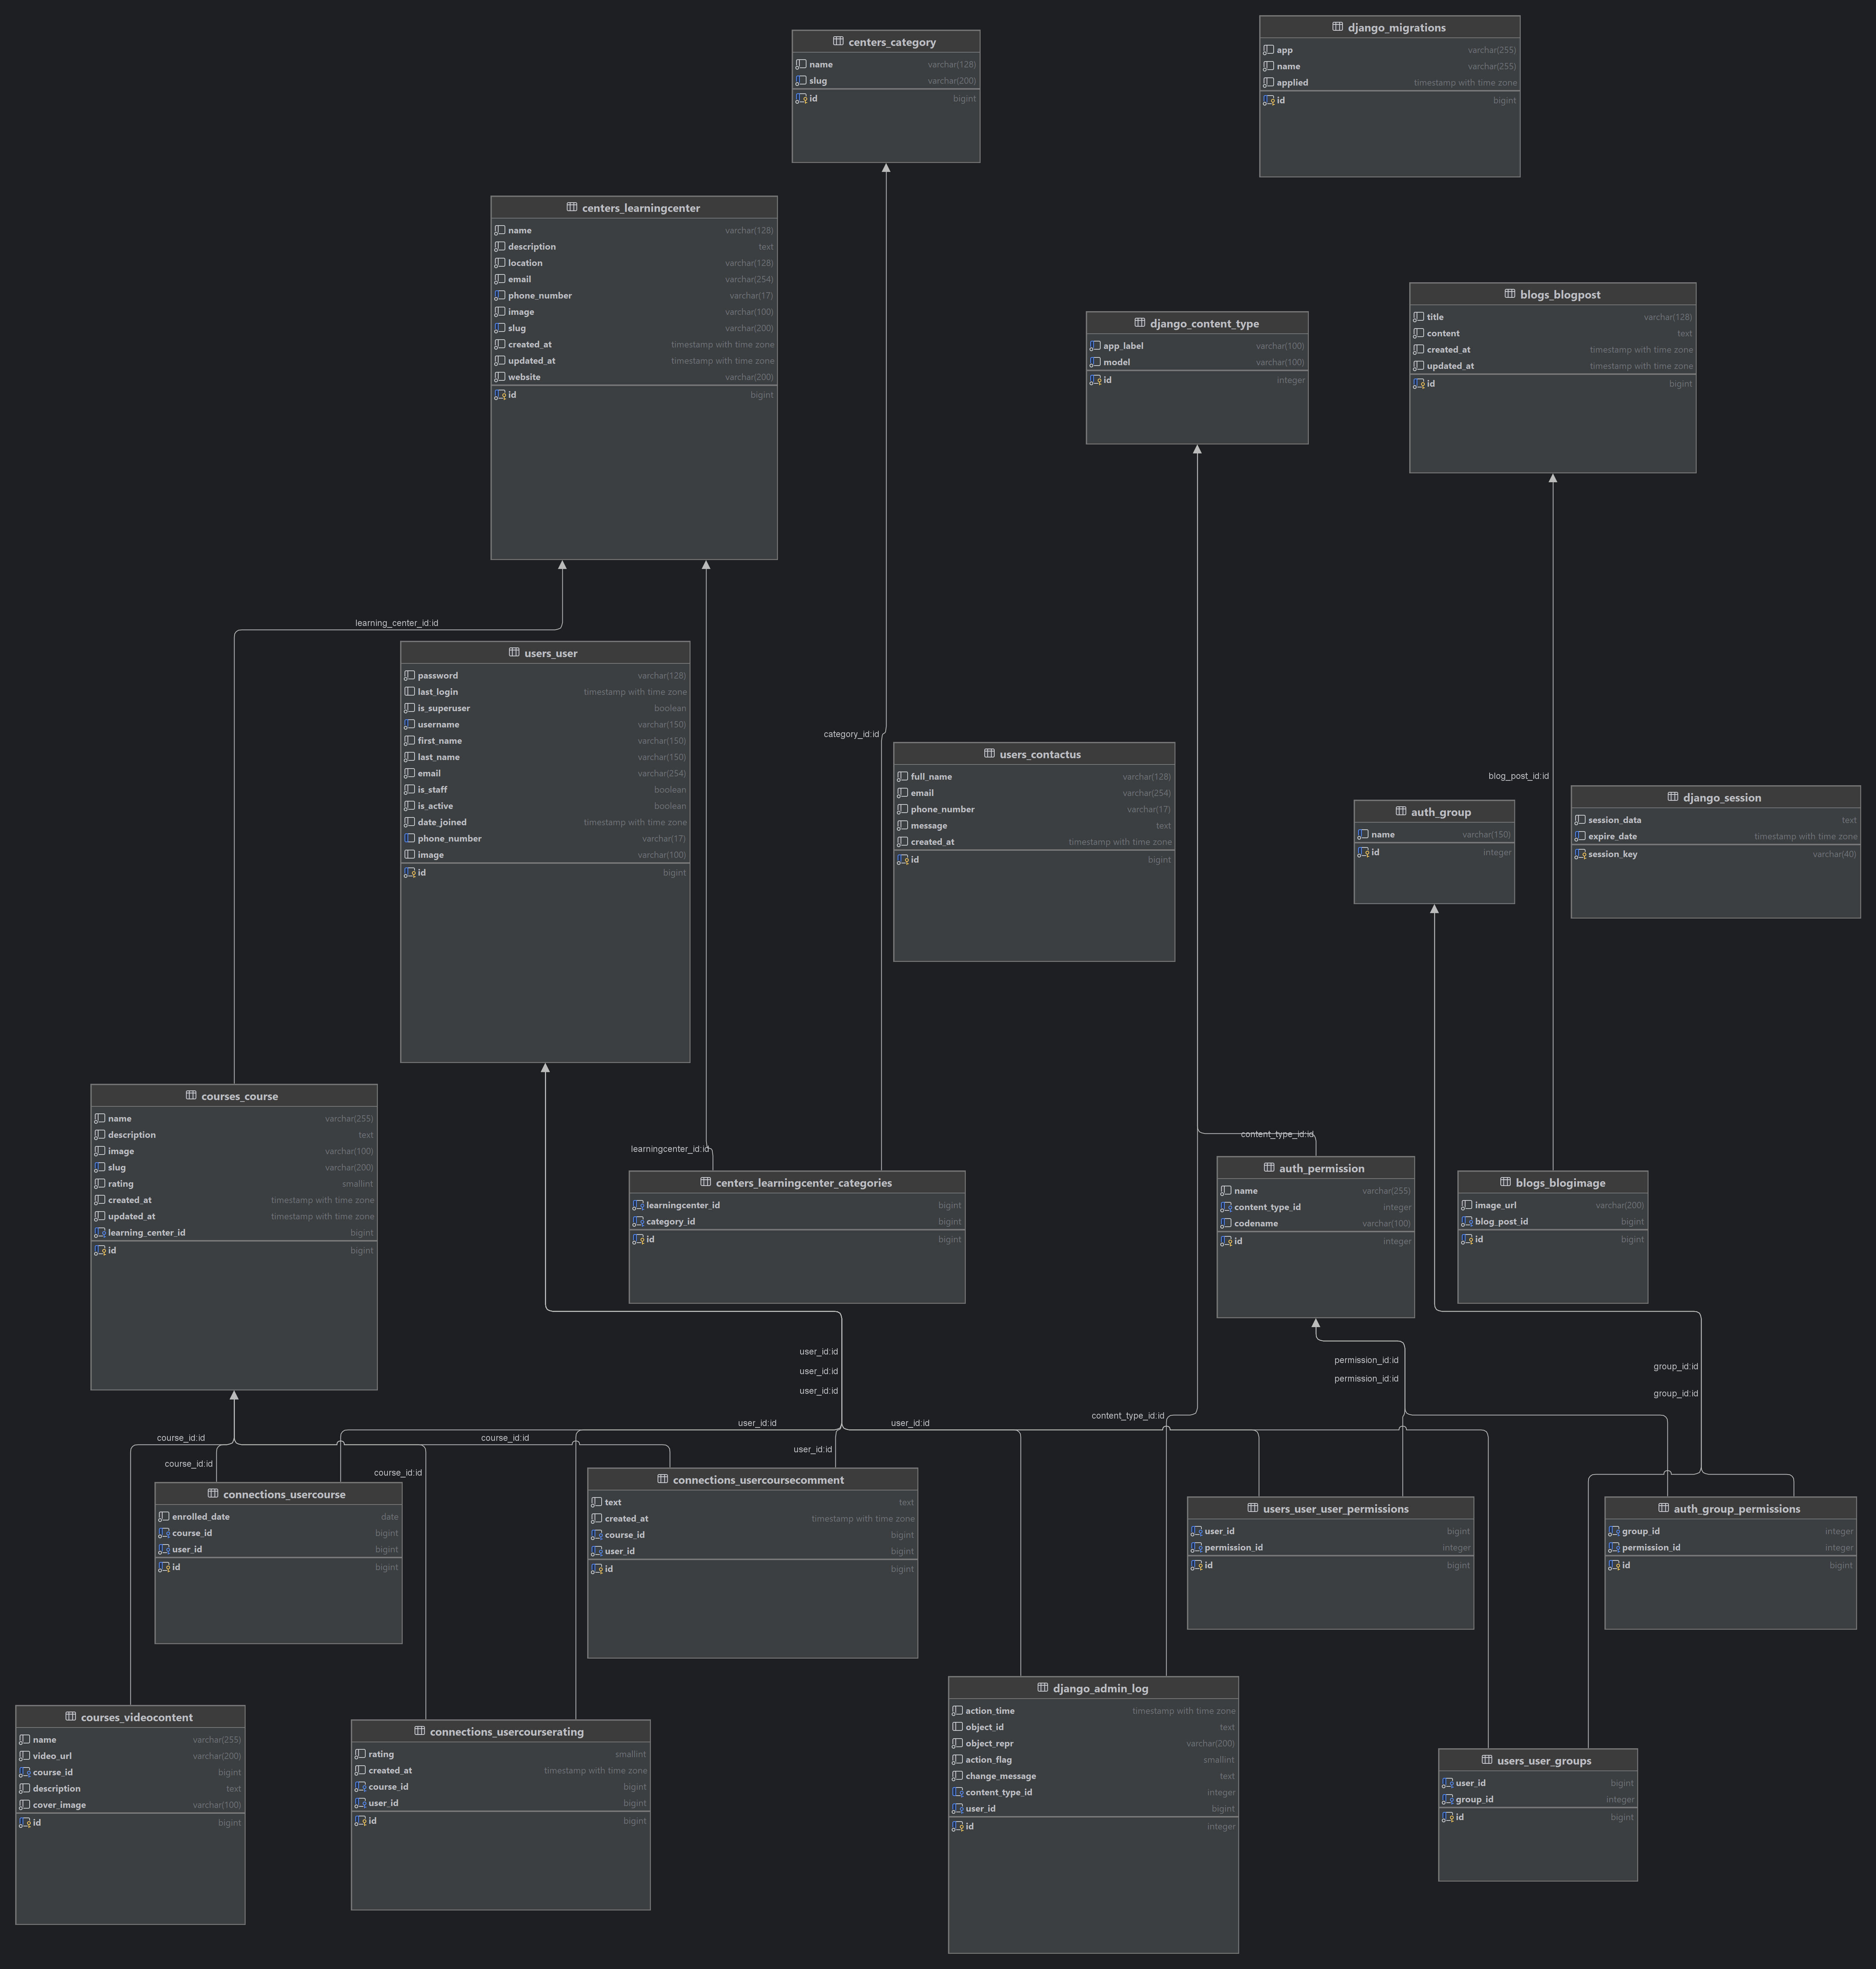 centers_category
name varchar(128)
slug varchar(200)
id bigint
django_migrations
app varchar(255)
name varchar(255)
applied timestamp with time zone
id bigint
centers_learningcenter
name varchar(128)
description text
location varchar(128)
email varchar(254)
phone_number varchar(17)
image varchar(100)
slug varchar(200)
created_at timestamp with time zone
updated_at timestamp with time zone
website varchar(200)
id bigint
blogs_blogpost
title varchar(128)
content text
created_at timestamp with time zone
updated_at timestamp with time zone
id bigint
django_content_type
app_label varchar(100)
model varchar(100)
id integer
learning_center_id:id
users_user
password varchar(128)
last_login timestamp with time zone
is_superuser boolean
username varchar(150)
first_name varchar(150)
last_name varchar(150)
email varchar(254)
is_staff boolean
is_active boolean
date_joined timestamp with time zone
phone_number varchar(17)
image varchar(100)
id bigint
category_id:id
users_contactus
full_name varchar(128)
email varchar(254)
phone_number varchar(17)
message text
created_at timestamp with time zone
id bigint
blog_post_id:id
auth_group
name varchar(150)
id integer
django_session
session_data text
expire_date timestamp with time zone
session_key varchar(40)
courses_course
name varchar(255)
description text
image varchar(100)
slug varchar(200)
rating smallint
created_at timestamp with time zone
updated_at timestamp with time zone
learning_center_id bigint
id bigint
learningcenter_id:id
centers_learningcenter_categories
learningcenter_id bigint
category_id bigint
id bigint
content_type_id:id
auth_permission
name varchar(255)
content_type_id integer
codename varchar(100)
id integer
blogs_blogimage
image_url varchar(200)
blog_post_id bigint
id bigint
user_id:id
user_id:id
user_id:id
permission_id:id
permission_id:id
group_id:id
group_id:id
content_type_id:id
user_id:id
user_id:id
course_id:id
course_id:id
user_id:id
course_id:id
course_id:id
connections_usercourse
enrolled_date date
course_id bigint
user_id bigint
id bigint
connections_usercoursecomment
text text
created_at timestamp with time zone
course_id bigint
user_id bigint
id bigint
users_user_user_permissions
user_id bigint
permission_id integer
id bigint
auth_group_permissions
group_id integer
permission_id integer
id bigint
courses_videocontent
name varchar(255)
video_url varchar(200)
course_id bigint
description text
cover_image varchar(100)
id bigint
connections_usercourserating
rating smallint
created_at timestamp with time zone
course_id bigint
user_id bigint
id bigint
django_admin_log
action_time timestamp with time zone
object_id text
object_repr varchar(200)
action_flag smallint
change_message text
content_type_id integer
user_id bigint
id integer
users_user_groups
user_id bigint
group_id integer
id bigint